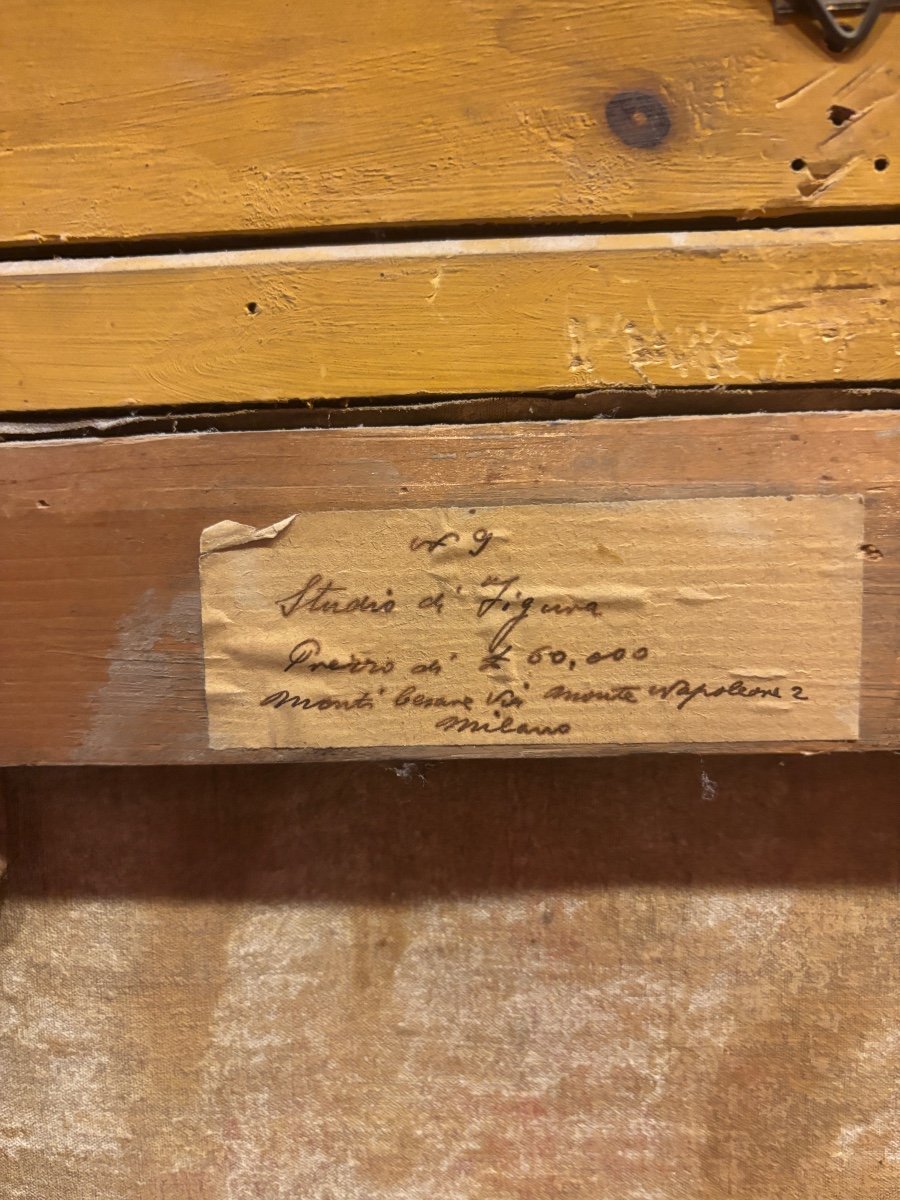 N 9
Studio di Figura
Prezzo di £ 60,000
Monti Cesare Via Monte Napoleone 2
Milano